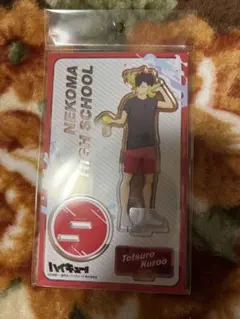 NEKOMA
HIGH SCHOOL
ハイキュー!!
Tetsuro
Kuroo